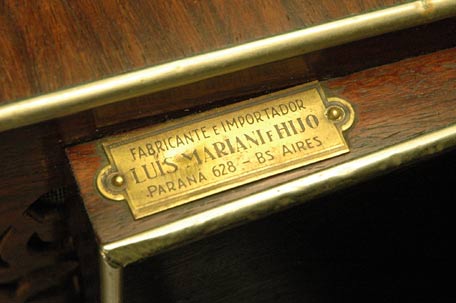 FABRICANTE E IMPORTADOR
LUIS MARIANI E HIJO
PARANA 628 - BS AIRES